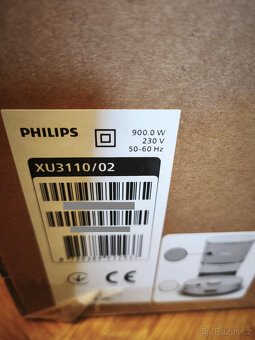 PHILIPS
900.0 W
230 V
50-60 Hz
XU3110/02
CE